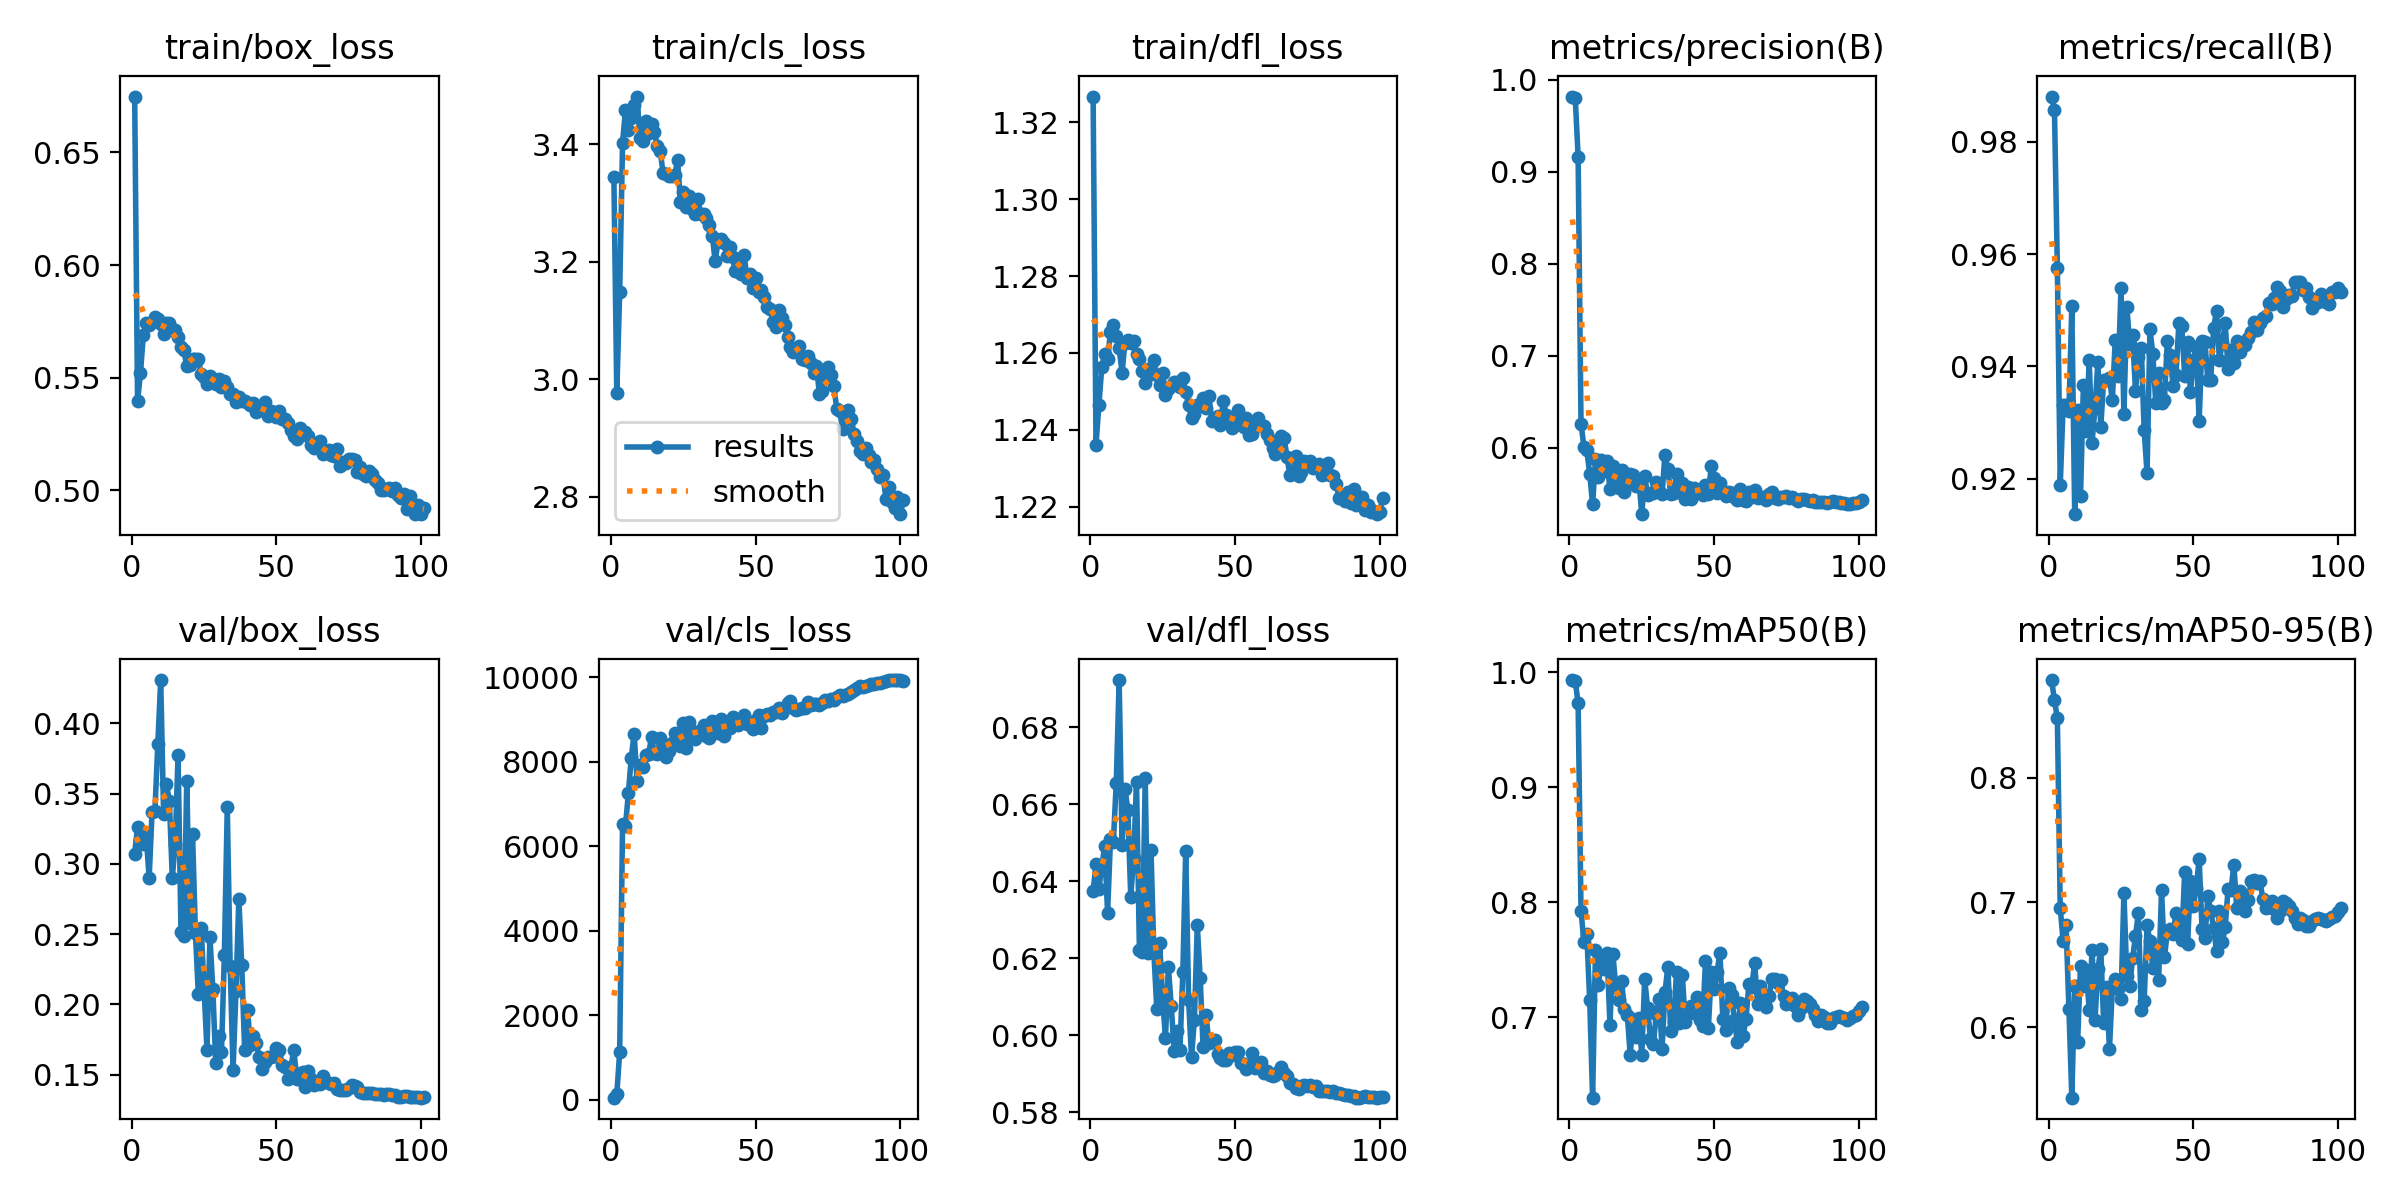 train/box_loss
0.65
0.60
0.55
0.50
0 50 100
train/cls_loss
3.4
3.2
3.0
2.8
results
smooth
0 50 100
train/dfl_loss
1.32
1.30
1.28
1.26
1.24
1.22
0 50 100
metrics/precision(B)
1.0
0.9
0.8
0.7
0.6
0 50 100
metrics/recall(B)
0.98
0.96
0.94
0.92
0 50 100
val/box_loss
0.40
0.35
0.30
0.25
0.20
0.15
0 50 100
val/cls_loss
10000
8000
6000
4000
2000
0
0 50 100
val/dfl_loss
0.68
0.66
0.64
0.62
0.60
0.58
0 50 100
metrics/mAP50(B)
1.0
0.9
0.8
0.7
0 50 100
metrics/mAP50-95(B)
0.8
0.7
0.6
0 50 100